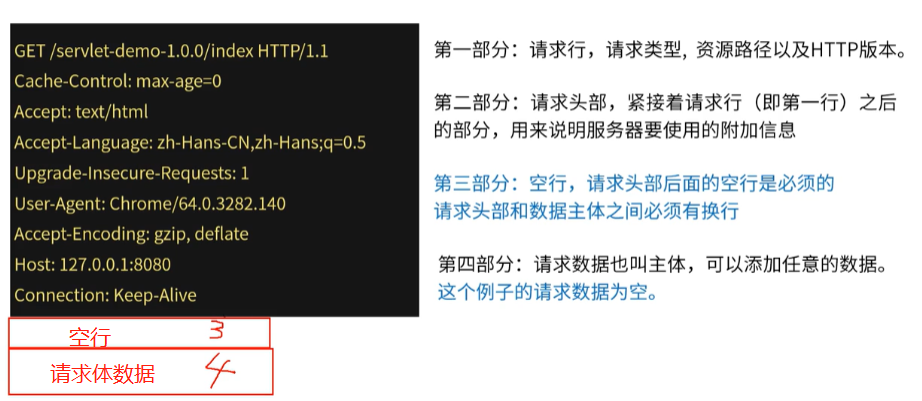 GET /servlet-demo-1.0.0/index HTTP/1.1
Cache-Control: max-age=0
Accept: text/html
Accept-Language: zh-Hans-CN,zh-Hans;q=0.5
Upgrade-Insecure-Requests: 1
User-Agent: Chrome/64.0.3282.140
Accept-Encoding: gzip, deflate
Host: 127.0.0.1:8080
Connection: Keep-Alive
空行 3
请求体数据 4
第一部分：请求行，请求类型, 资源路径以及HTTP版本。
第二部分：请求头部，紧接着请求行（即第一行）之后
的部分，用来说明服务器要使用的附加信息
第三部分：空行，请求头部后面的空行是必须的
请求头部和数据主体之间必须有换行
第四部分：请求数据也叫主体，可以添加任意的数据。
这个例子的请求数据为空。